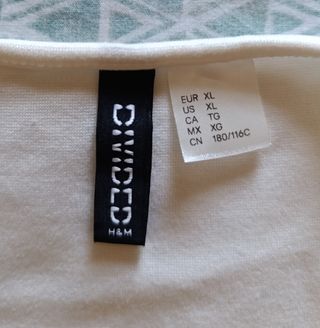 DIVIDED
H&M
EUR XL
US XL
CA TG
MX XG
CN 180/116C